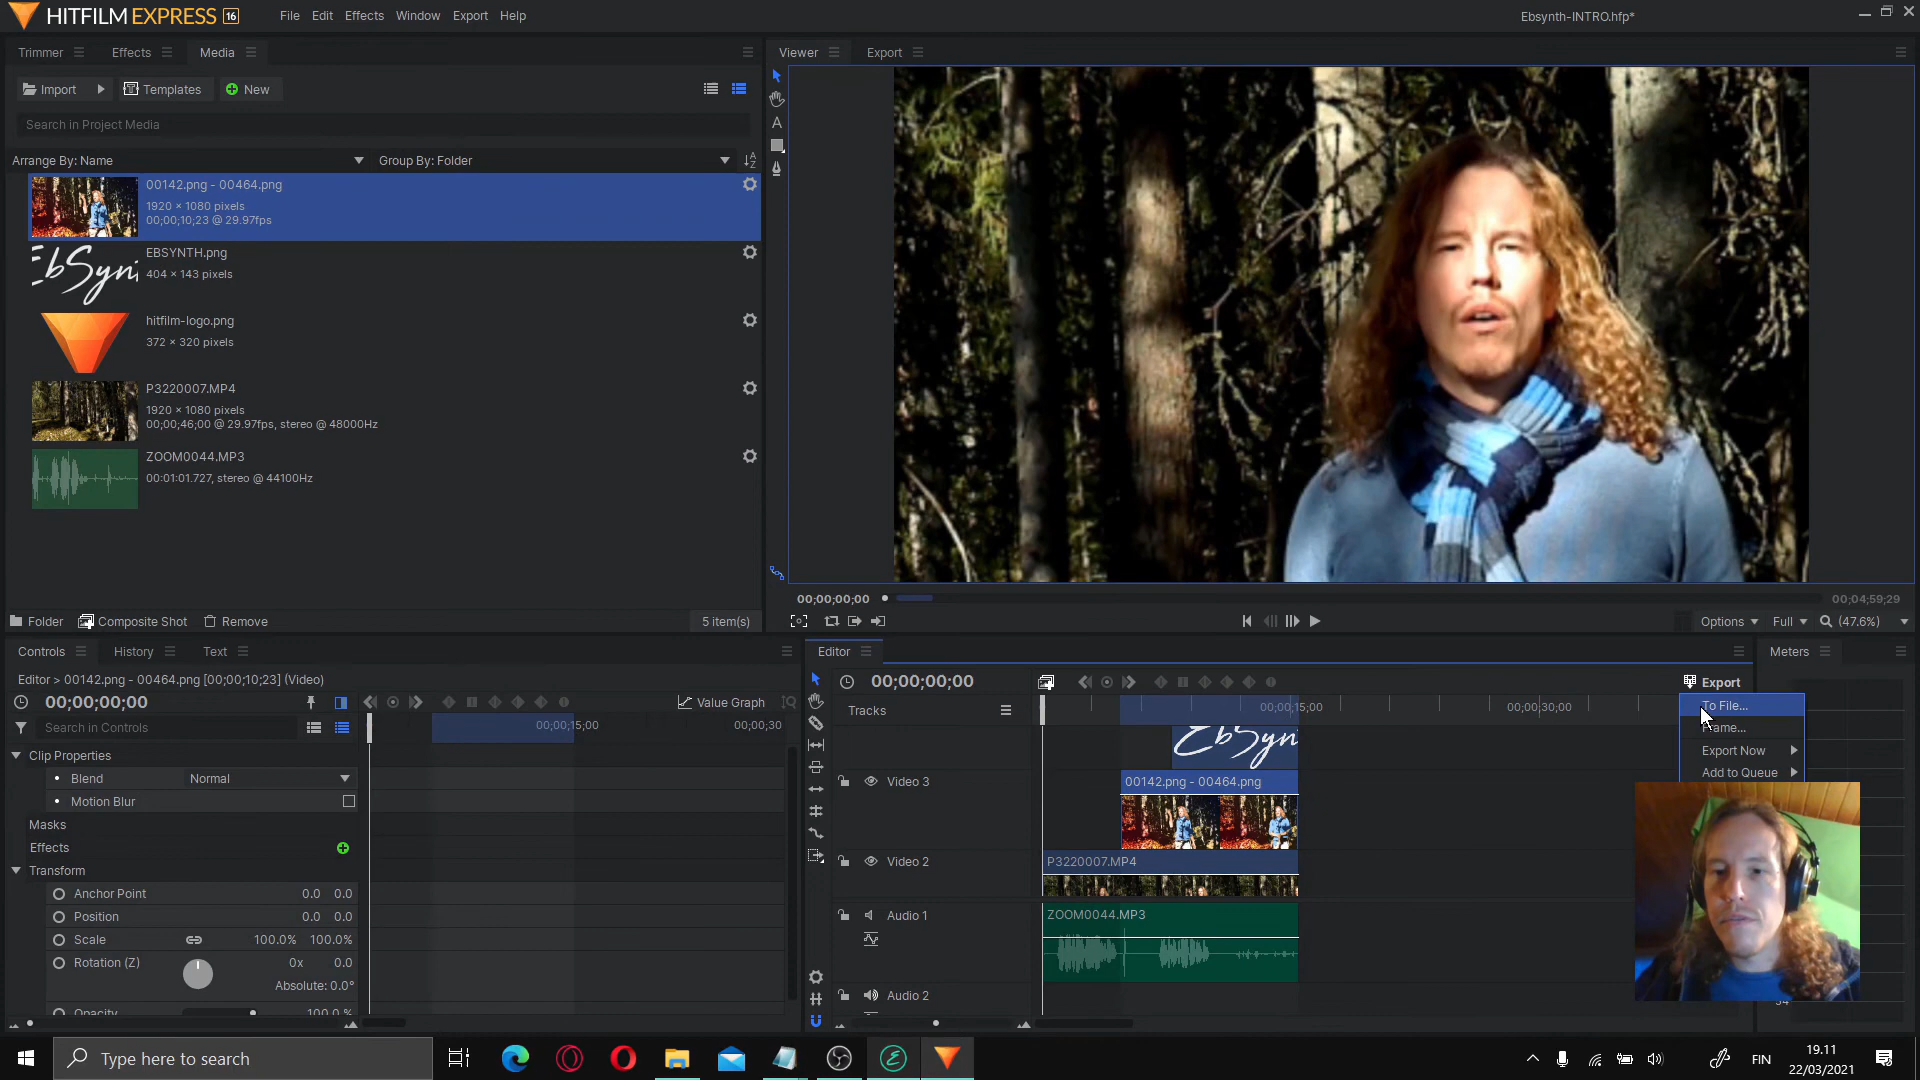 HITFILM EXPRESS 16
File Edit Effects Window Export Help
Ebsynth-INTRO.hfp*
Trimmer Effects Media
Viewer Export
Import Templates New
Search in Project Media
Arrange By: Name
Group By: Folder
00142.png - 00464.png
1920 × 1080 pixels
00;00;10;23 @ 29.97fps
EBSYNTH.png
404 × 143 pixels
hitfilm-logo.png
372 × 320 pixels
P3220007.MP4
1920 × 1080 pixels
00;00;46;00 @ 29.97fps, stereo @ 48000Hz
ZOOM0044.MP3
00:01:01.727, stereo @ 44100Hz
Folder Composite Shot Remove 5 item(s)
00;00;00;00
00;04;59;29
Options Full (47.6%)
Controls History Text
Editor > 00142.png - 00464.png [00;00;10;23] (Video)
00;00;00;00
Value Graph
Search in Controls
00;00;15;00 00;00;30
Clip Properties
Blend Normal
Motion Blur
Masks
Effects
Transform
Anchor Point 0.0 0.0
Position 0.0 0.0
Scale 100.0% 100.0%
Rotation (Z) 0x 0.0
Absolute: 0.0°
Opacity 100.0 %
Editor
00;00;00;00
Export
Tracks
00;00;15;00 00;00;30;00
To File...
Frame...
Export Now
Add to Queue
EbSyn
Video 3
00142.png - 00464.png
Video 2
P3220007.MP4
Audio 1
ZOOM0044.MP3
Audio 2
Meters
Type here to search
FIN
19.11
22/03/2021